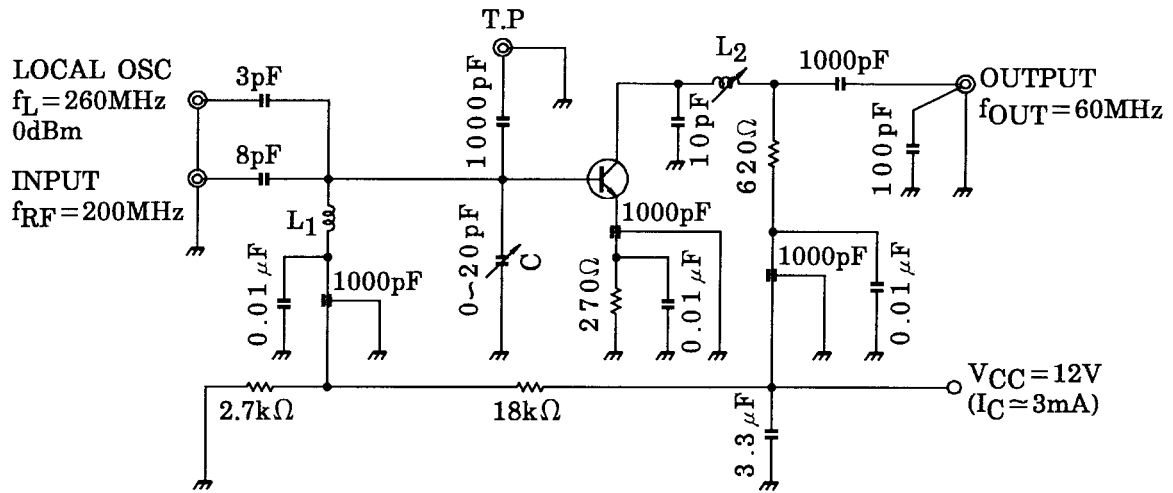 T.P
LOCAL OSC
fL=260MHz
0dBm
3pF
1000pF
L2
1000pF
OUTPUT
fOUT=60MHz
10pF
100pF
620Ω
8pF
INPUT
fRF=200MHz
L1
0.01μF
1000pF
0~20pF
C
1000pF
270Ω
0.01μF
1000pF
0.01μF
2.7kΩ
18kΩ
VCC=12V
(IC≃3mA)
3.3μF